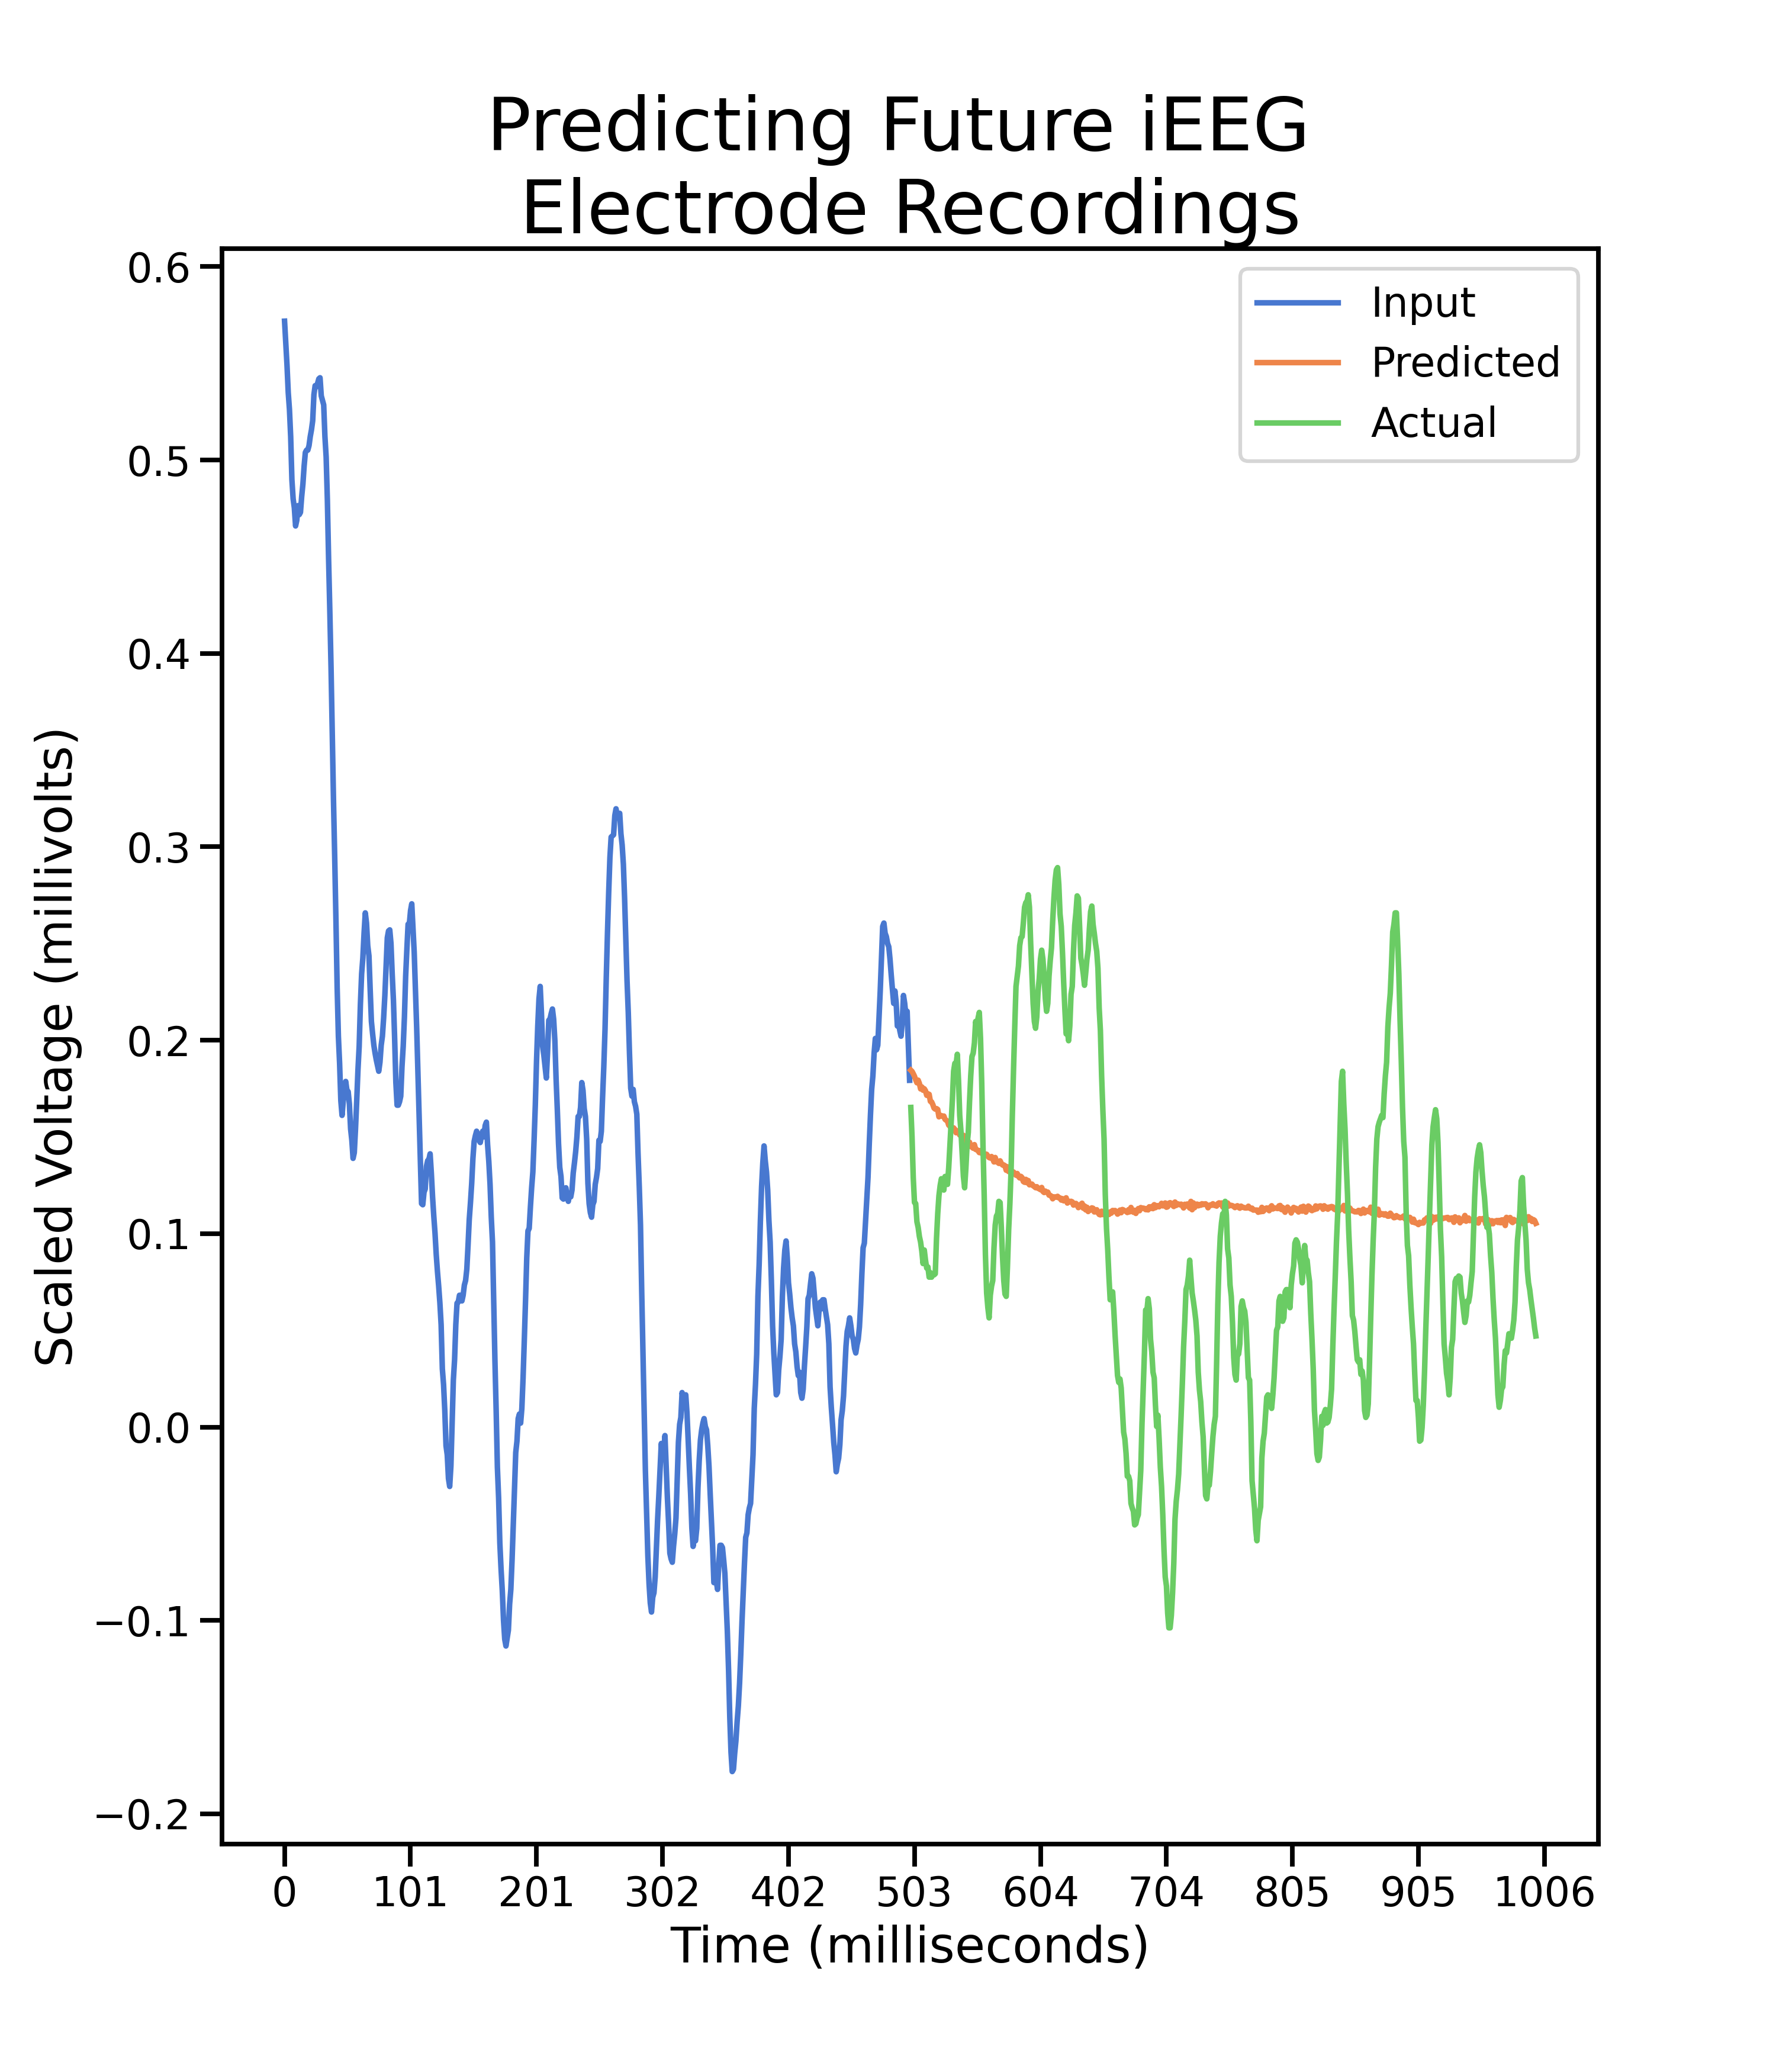 Predicting Future iEEG
Electrode Recordings
Input
Predicted
Actual
0.6
0.5
0.4
0.3
0.2
0.1
0.0
−0.1
−0.2
Scaled Voltage (millivolts)
0 101 201 302 402 503 604 704 805 905 1006
Time (milliseconds)